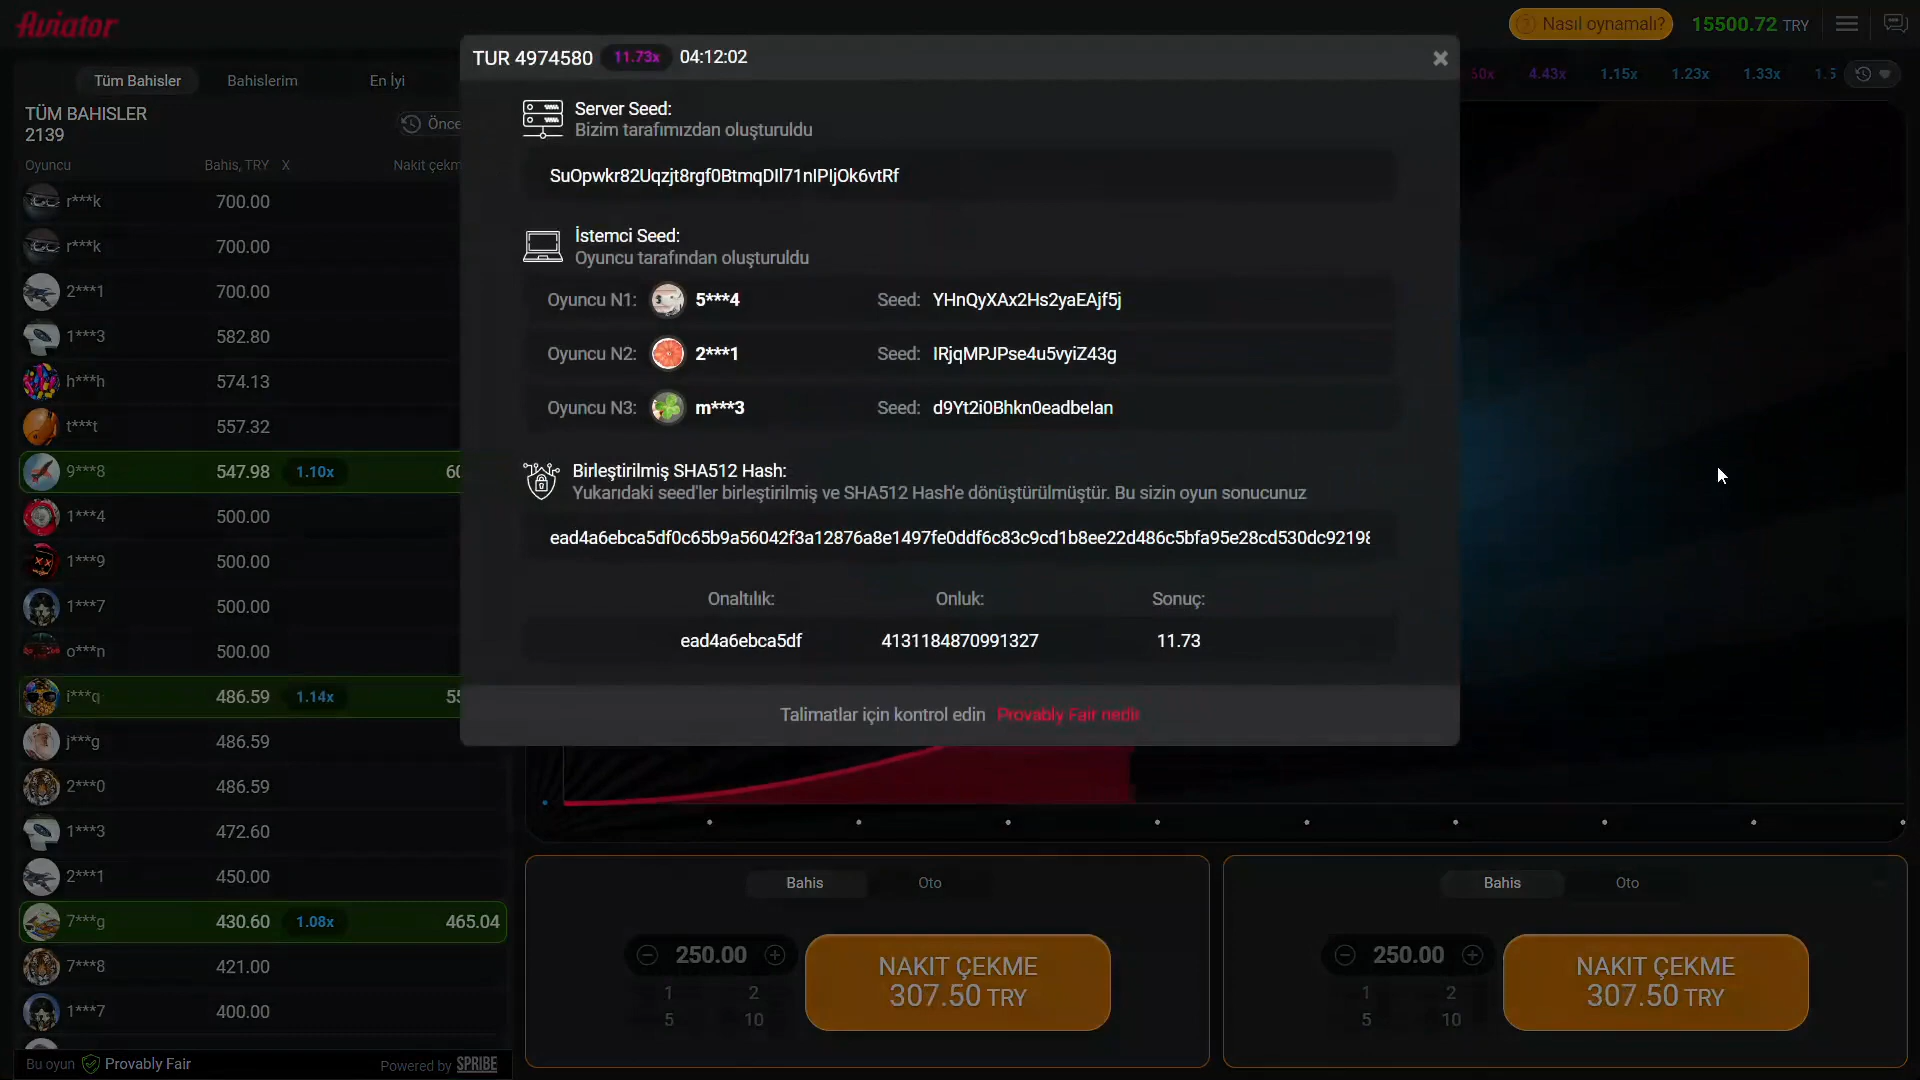 Aviator
Nasıl oynamalı?
15500.72 TRY
TUR 4974580 11.73x 04:12:02
4.43x 1.15x 1.23x 1.33x
Tüm Bahisler Bahislerim En İyi
TÜM BAHISLER
2139
Oyuncu Bahis, TRY X
r***k 700.00
r***k 700.00
2***1 700.00
1***3 582.80
h***h 574.13
t***t 557.32
9***8 547.98 1.10x
1***4 500.00
1***9 500.00
1***7 500.00
o***n 500.00
i***q 486.59 1.14x
j***g 486.59
2***0 486.59
1***3 472.60
2***1 450.00
7***g 430.60 1.08x 465.04
7***8 421.00
1***7 400.00
Bu oyun Provably Fair Powered by SPRIBE
Server Seed:
Bizim tarafımızdan oluşturuldu
SuOpwkr82Uqzjt8rgf0BtmqDIl71nIPIjOk6vtRf
İstemci Seed:
Oyuncu tarafından oluşturuldu
Oyuncu N1: 5***4 Seed: YHnQyXAx2Hs2yaEAjf5j
Oyuncu N2: 2***1 Seed: IRjqMPJPse4u5vyiZ43g
Oyuncu N3: m***3 Seed: d9Yt2i0Bhkn0eadbeIan
Birleştirilmiş SHA512 Hash:
Yukarıdaki seed'ler birleştirilmiş ve SHA512 Hash'e dönüştürülmüştür. Bu sizin oyun sonucunuz
ead4a6ebca5df0c65b9a56042f3a12876a8e1497fe0ddf6c83c9cd1b8ee22d486c5bfa95e28cd530dc92198
Onaltılık: Onluk: Sonuç:
ead4a6ebca5df 4131184870991327 11.73
Talimatlar için kontrol edin Provably Fair nedir
Bahis Oto
250.00
1 2
5 10
NAKIT ÇEKME
307.50 TRY
Bahis Oto
250.00
1 2
5 10
NAKIT ÇEKME
307.50 TRY